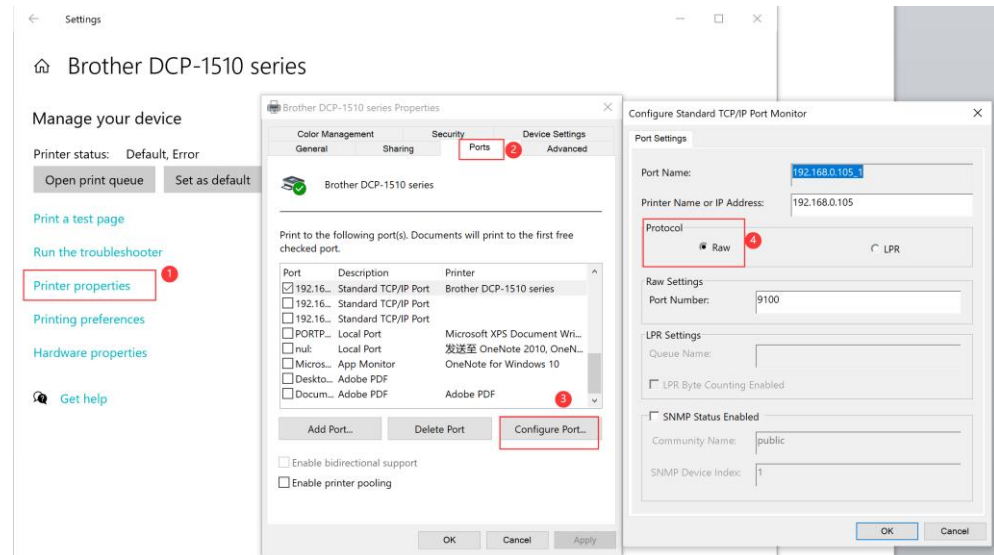 Settings
Brother DCP-1510 series
Manage your device
Printer status: Default, Error
Open print queue Set as default
Print a test page
Run the troubleshooter
Printer properties
1
Printing preferences
Hardware properties
Get help
Brother DCP-1510 series Properties
Color Management Security Device Settings
General Sharing Ports 2 Advanced
Brother DCP-1510 series
Print to the following port(s). Documents will print to the first free
checked port.
Port Description Printer
192.16... Standard TCP/IP Port Brother DCP-1510 series
192.16... Standard TCP/IP Port
192.16... Standard TCP/IP Port
PORTP... Local Port Microsoft XPS Document Wri...
nul: Local Port 发送至 OneNote 2010, OneN...
Micros... App Monitor OneNote for Windows 10
Deskto... Adobe PDF
Docum... Adobe PDF Adobe PDF
3
Add Port... Delete Port Configure Port...
Enable bidirectional support
Enable printer pooling
OK Cancel Apply
Configure Standard TCP/IP Port Monitor
Port Settings
Port Name: 192.168.0.105_1
Printer Name or IP Address: 192.168.0.105
Protocol
Raw 4 LPR
Raw Settings
Port Number: 9100
LPR Settings
Queue Name:
LPR Byte Counting Enabled
SNMP Status Enabled
Community Name: public
SNMP Device Index: 1
OK Cancel